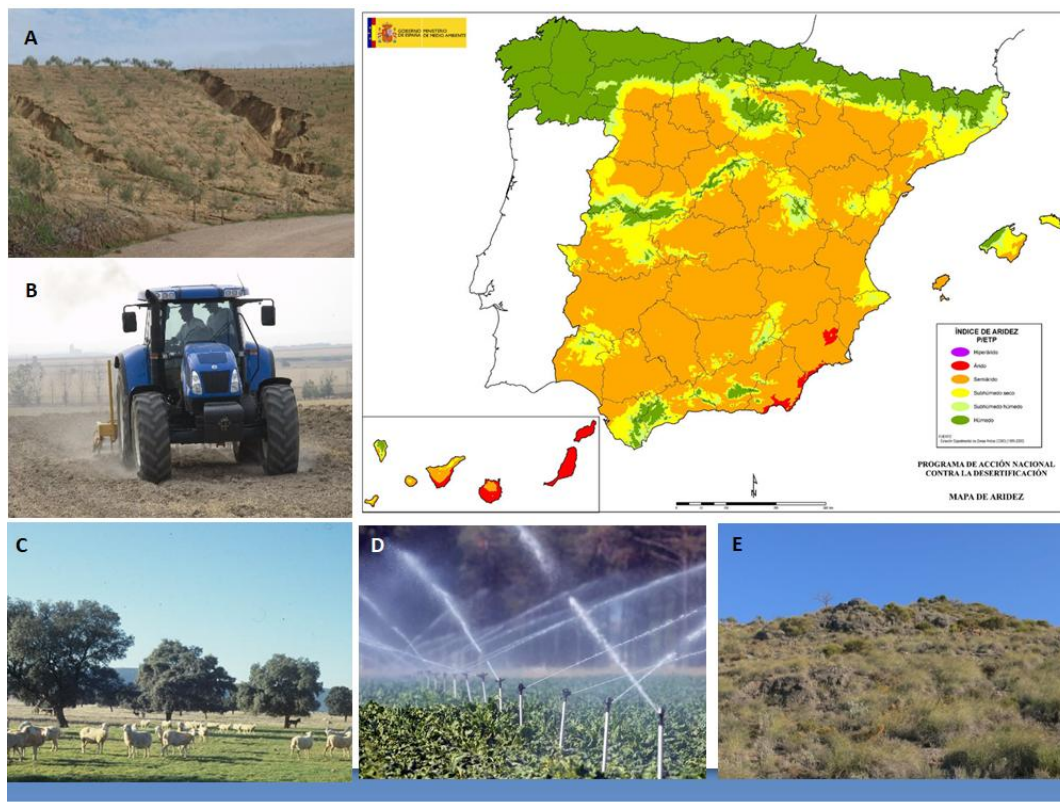 A
GOBIERNO
DE ESPAÑA
MINISTERIO
DE MEDIO AMBIENTE
B
ÍNDICE DE ARIDEZ
P/ETP
Hiperárido
Árido
Semiárido
Subhúmedo seco
Subhúmedo húmedo
Húmedo
PROGRAMA DE ACCIÓN NACIONAL
CONTRA LA DESERTIFICACIÓN
N
MAPA DE ARIDEZ
C
D
E